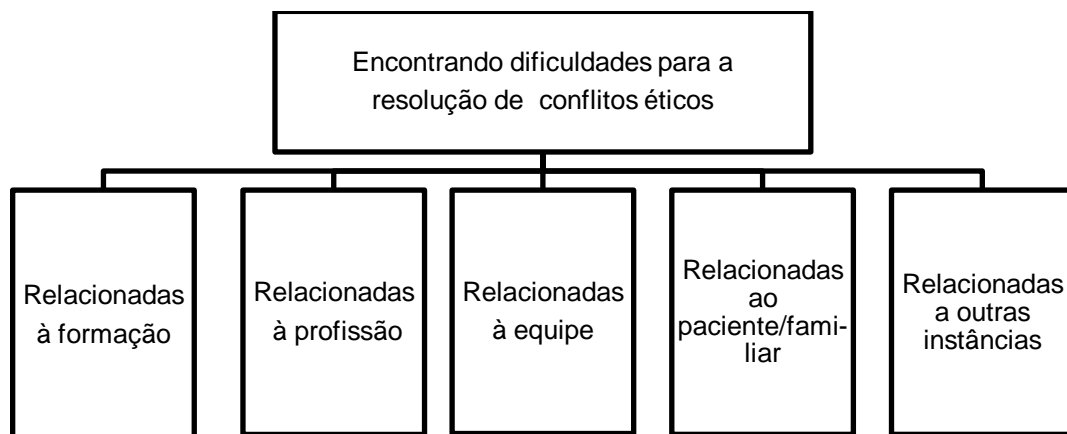 Encontrando dificuldades para a
resolução de conflitos éticos
Relacionadas
à formação
Relacionadas
à profissão
Relacionadas
à equipe
Relacionadas
ao
paciente/fami-
liar
Relacionadas
a outras
instâncias